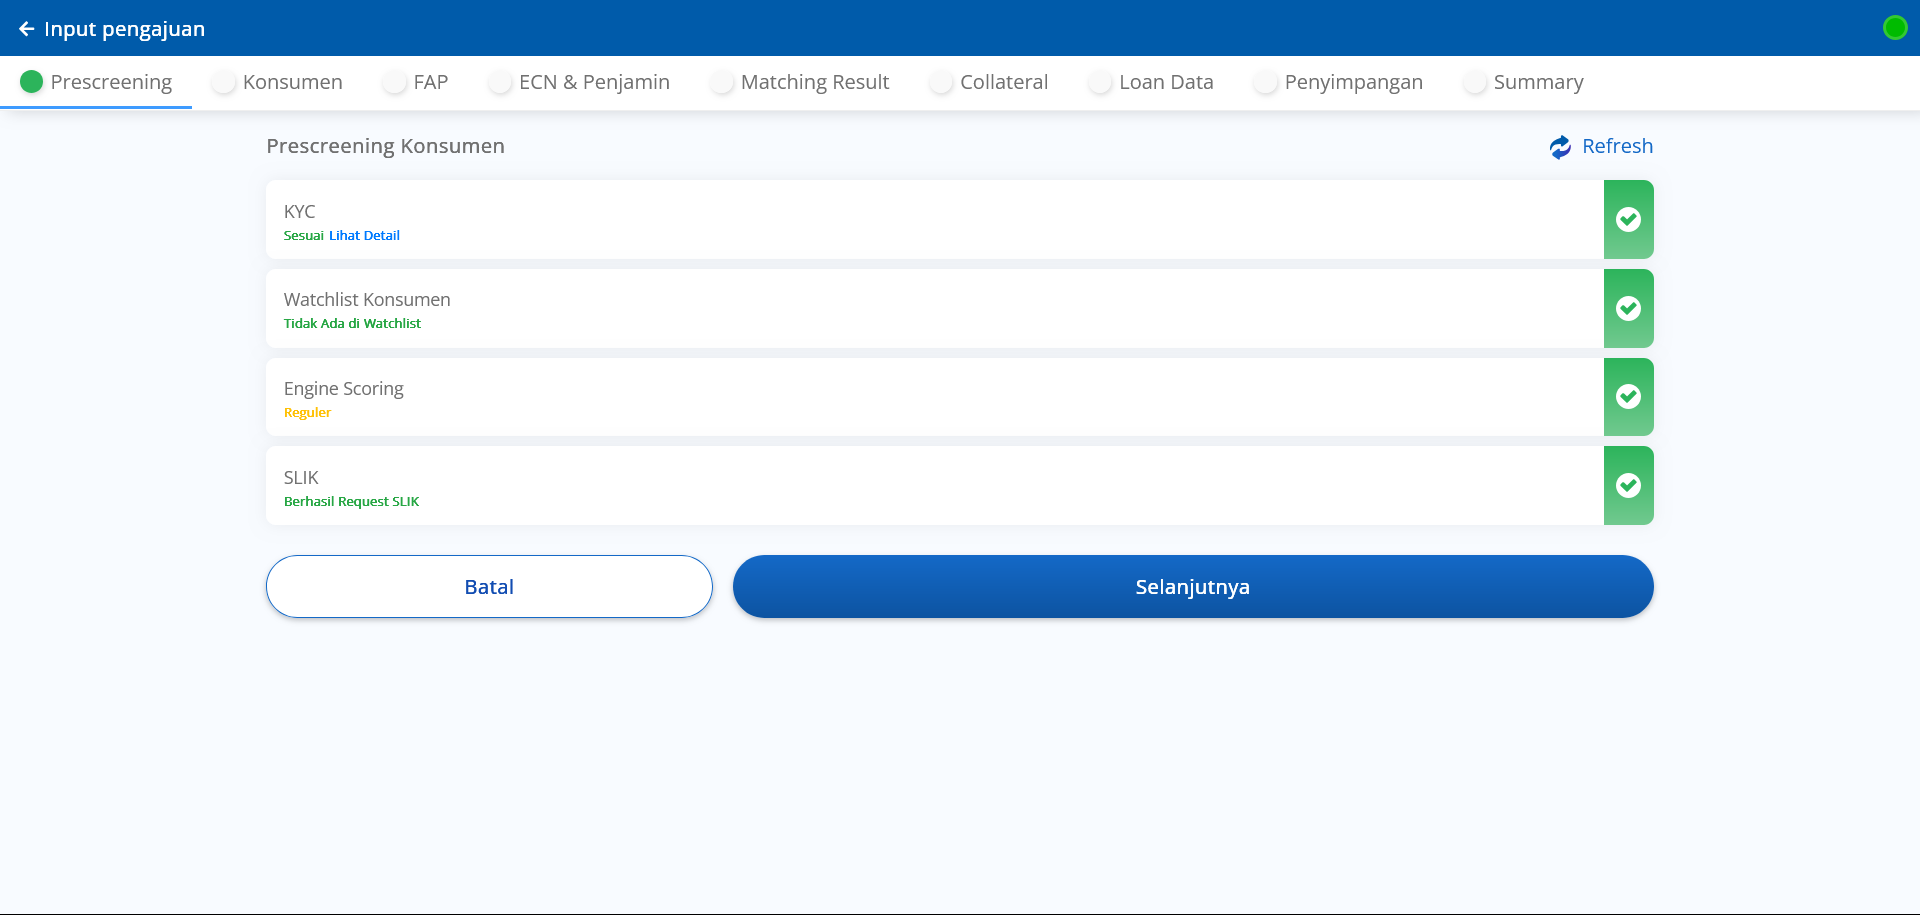 Input pengajuan
Prescreening Konsumen FAP ECN & Penjamin Matching Result Collateral Loan Data Penyimpangan Summary
Prescreening Konsumen Refresh
KYC
Sesuai Lihat Detail
Watchlist Konsumen
Tidak Ada di Watchlist
Engine Scoring
Reguler
SLIK
Berhasil Request SLIK
Batal Selanjutnya